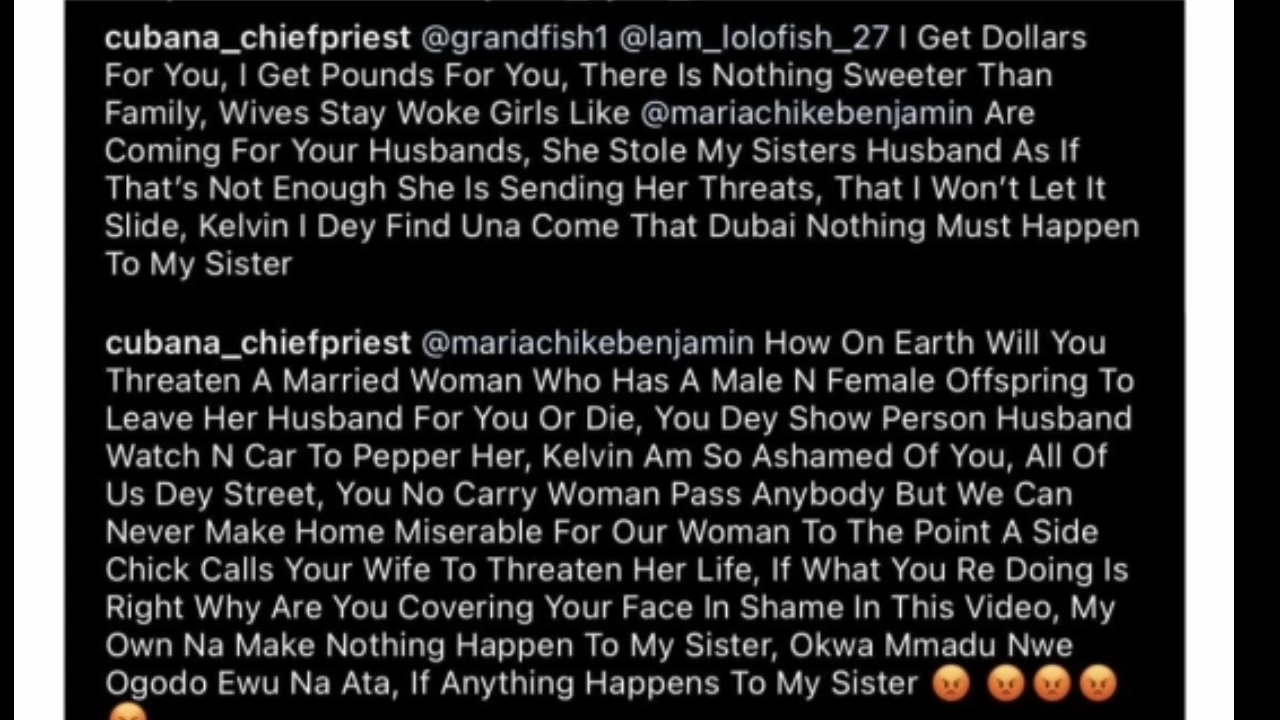 cubana_chiefpriest @grandfish1 @lam_lolofish_27 I Get Dollars
For You, I Get Pounds For You, There Is Nothing Sweeter Than
Family, Wives Stay Woke Girls Like @mariachikebenjamin Are
Coming For Your Husbands, She Stole My Sisters Husband As If
That’s Not Enough She Is Sending Her Threats, That I Won’t Let It
Slide, Kelvin I Dey Find Una Come That Dubai Nothing Must Happen
To My Sister
cubana_chiefpriest @mariachikebenjamin How On Earth Will You
Threaten A Married Woman Who Has A Male N Female Offspring To
Leave Her Husband For You Or Die, You Dey Show Person Husband
Watch N Car To Pepper Her, Kelvin Am So Ashamed Of You, All Of
Us Dey Street, You No Carry Woman Pass Anybody But We Can
Never Make Home Miserable For Our Woman To The Point A Side
Chick Calls Your Wife To Threaten Her Life, If What You Re Doing Is
Right Why Are You Covering Your Face In Shame In This Video, My
Own Na Make Nothing Happen To My Sister, Okwa Mmadu Nwe
Ogodo Ewu Na Ata, If Anything Happens To My Sister 😡 😡😡😡
😡